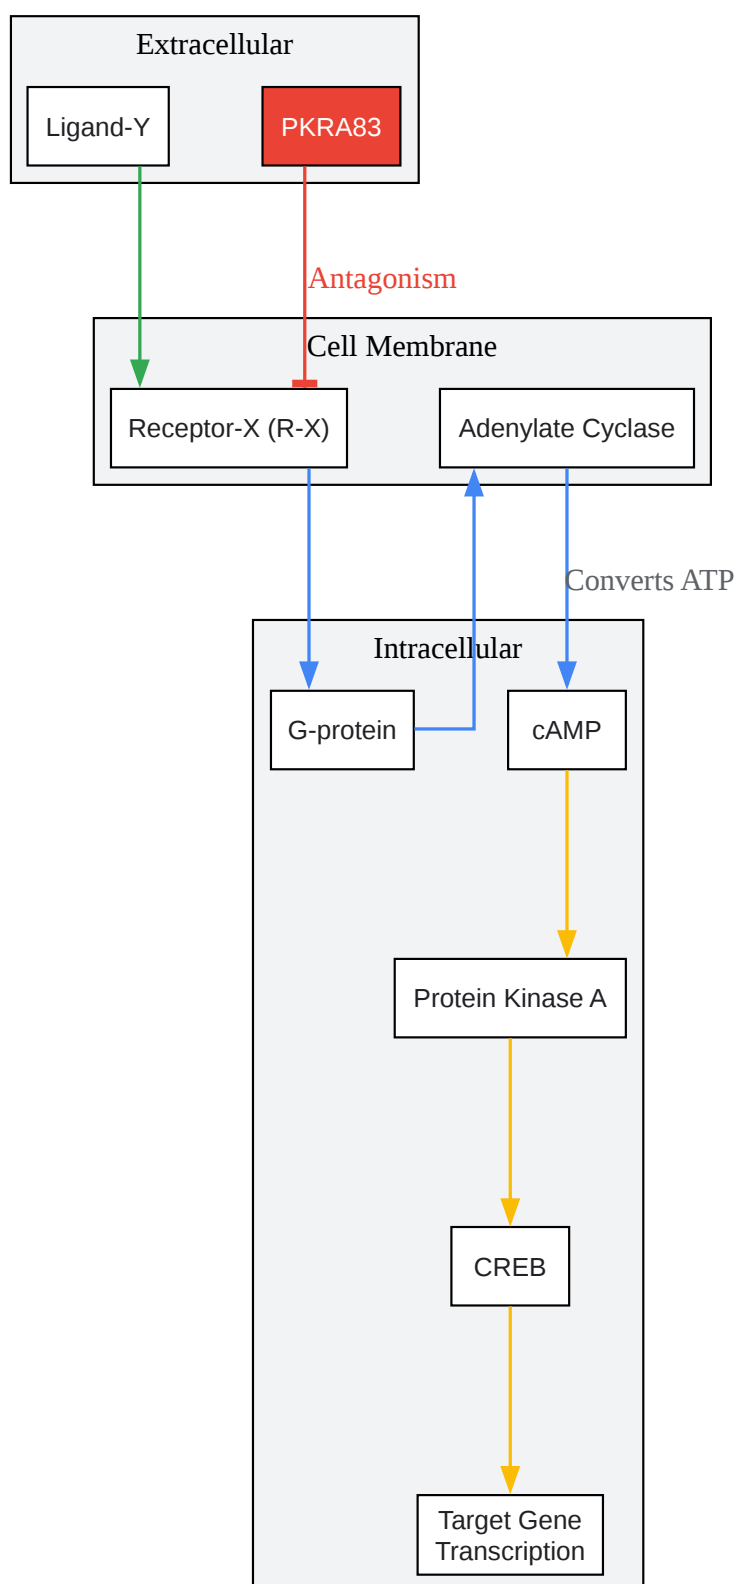 Extracellular
Ligand-Y
PKRA83
Antagonism
Cell Membrane
Receptor-X (R-X)
Adenylate Cyclase
Converts ATP
Intracellular
G-protein
cAMP
Protein Kinase A
CREB
Target Gene
Transcription